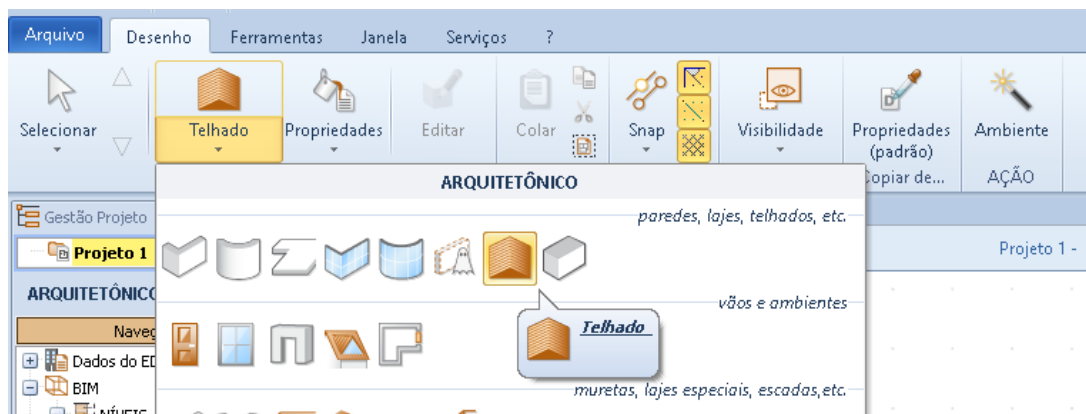 Arquivo Desenho Ferramentas Janela Serviços ?
Selecionar Telhado Propriedades Editar Colar Snap Visibilidade Propriedades (padrão) Ambiente
Copiar de... AÇÃO
ARQUITETÔNICO
Gestão Projeto
paredes, lajes, telhados, etc.
Projeto 1
Projeto 1 -
ARQUITETÔNICO
vãos e ambientes
Naveg
Telhado
Dados do ED
BIM
muretas, lajes especiais, escadas,etc.
NÍVEIS